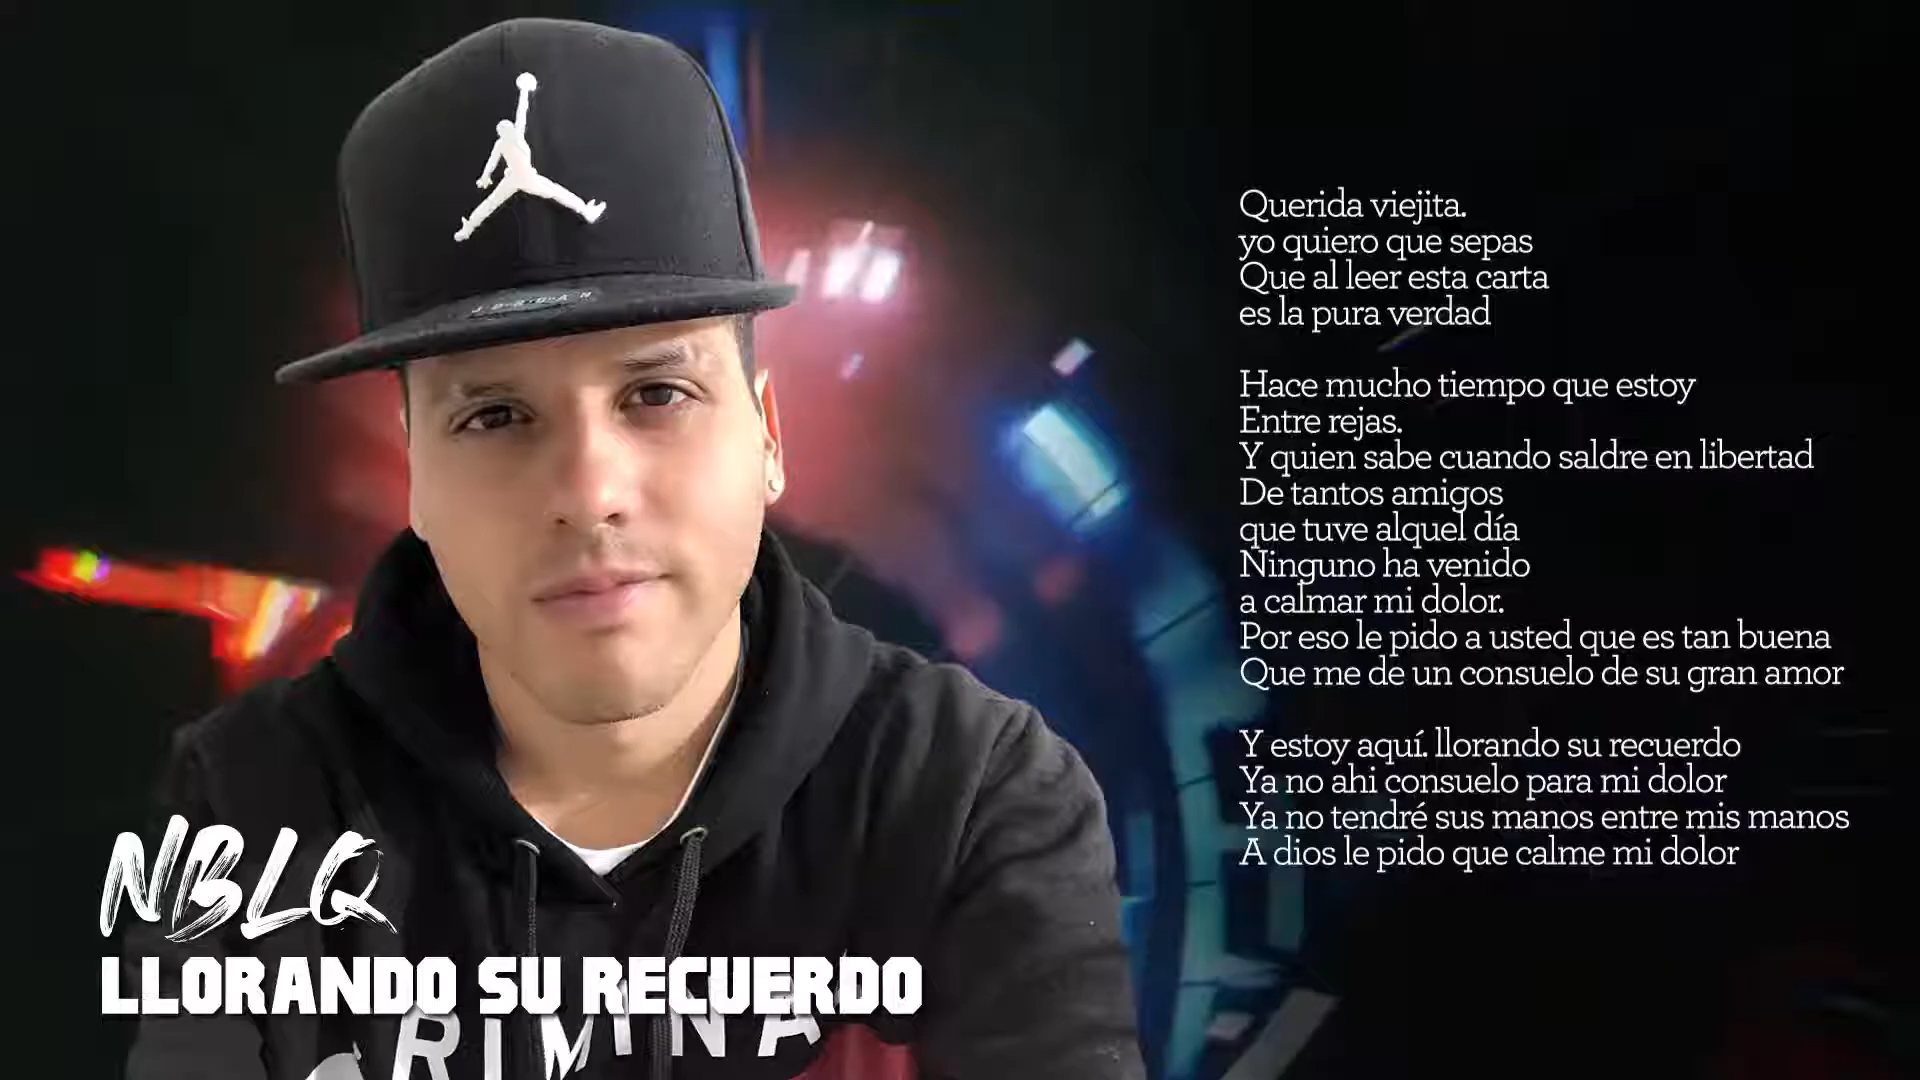 JORDAN
Querida viejita.
yo quiero que sepas
Que al leer esta carta
es la pura verdad
Hace mucho tiempo que estoy
Entre rejas.
Y quien sabe cuando saldre en libertad
De tantos amigos
que tuve alquel día
Ninguno ha venido
a calmar mi dolor.
Por eso le pido a usted que es tan buena
Que me de un consuelo de su gran amor
Y estoy aquí. llorando su recuerdo
Ya no ahi consuelo para mi dolor
Ya no tendré sus manos entre mis manos
A dios le pido que calme mi dolor
NBLQ
LLORANDO SU RECUERDO